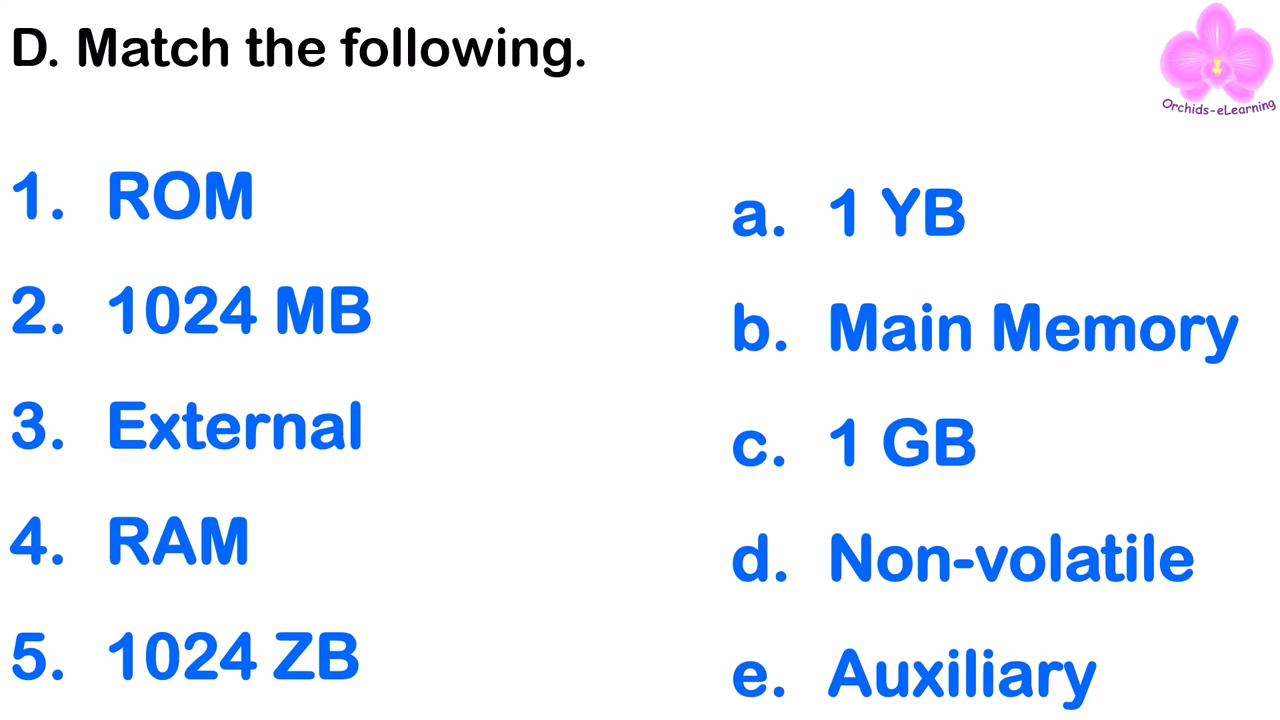 D. Match the following.
Orchids-eLearning
1. ROM
2. 1024 MB
3. External
4. RAM
5. 1024 ZB
a. 1 YB
b. Main Memory
c. 1 GB
d. Non-volatile
e. Auxiliary